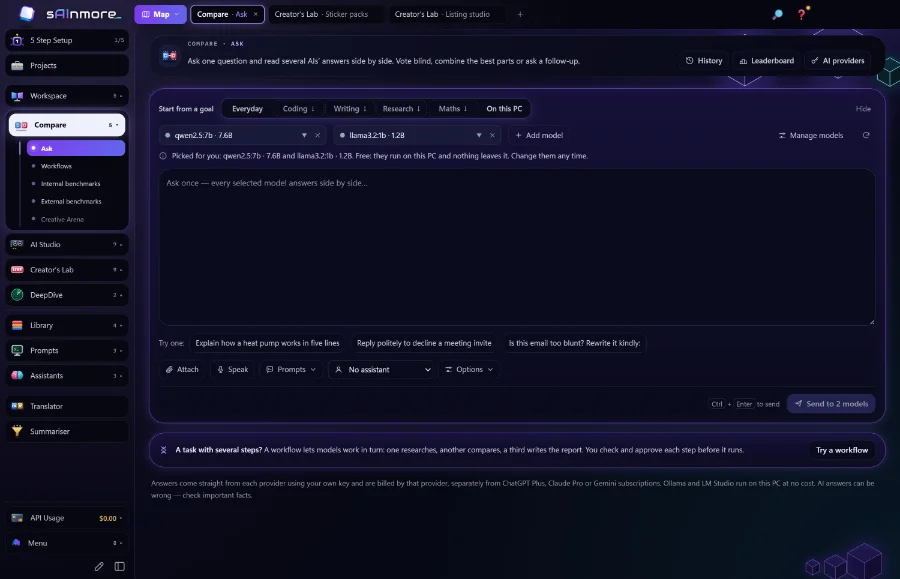 sAInmore_
Map
Compare · Ask ×
Creator's Lab · Sticker packs
Creator's Lab · Listing studio
+
5 Step Setup 1/5
Projects
Workspace
Compare
Ask
Workflows
Internal benchmarks
External benchmarks
Creative Arena
AI Studio
Creator's Lab
DeepDive
Library 4
Prompts 3
Assistants 3
Translator
Summariser
API Usage $0.00
Menu
COMPARE · ASK
Ask one question and read several AIs' answers side by side. Vote blind, combine the best parts or ask a follow-up.
History
Leaderboard
AI providers
Start from a goal
Everyday
Coding ↓
Writing ↓
Research ↓
Maths ↓
On this PC
Hide
qwen2.5:7b · 7.6B
llama3.2:1b · 1.2B
+ Add model
Manage models
Picked for you: qwen2.5:7b · 7.6B and llama3.2:1b · 1.2B. Free: they run on this PC and nothing leaves it. Change them any time.
Ask once — every selected model answers side by side...
Try one:
Explain how a heat pump works in five lines
Reply politely to decline a meeting invite
Is this email too blunt? Rewrite it kindly:
Attach
Speak
Prompts
No assistant
Options
Ctrl + Enter to send
Send to 2 models
A task with several steps? A workflow lets models work in turn: one researches, another compares, a third writes the report. You check and approve each step before it runs.
Try a workflow
Answers come straight from each provider using your own key and are billed by that provider, separately from ChatGPT Plus, Claude Pro or Gemini subscriptions. Ollama and LM Studio run on this PC at no cost. AI answers can be
wrong — check important facts.